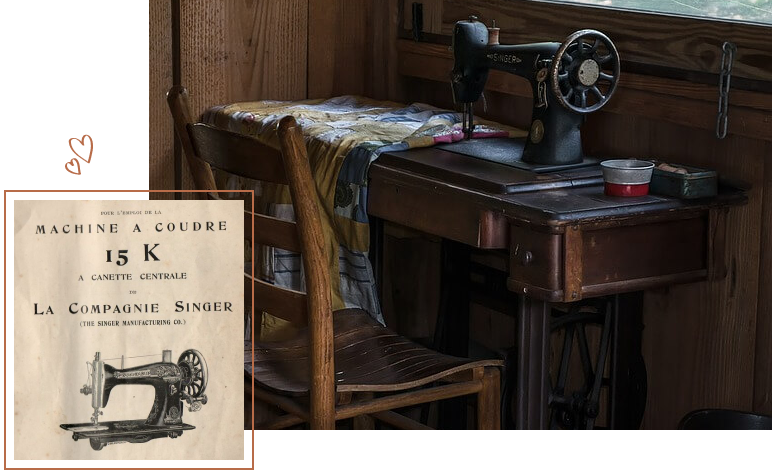 SINGER
POUR L'EMPLOI DE LA
MACHINE A COUDRE
15 K
A CANETTE CENTRALE
DE
LA COMPAGNIE SINGER
(THE SINGER MANUFACTURING CO.)